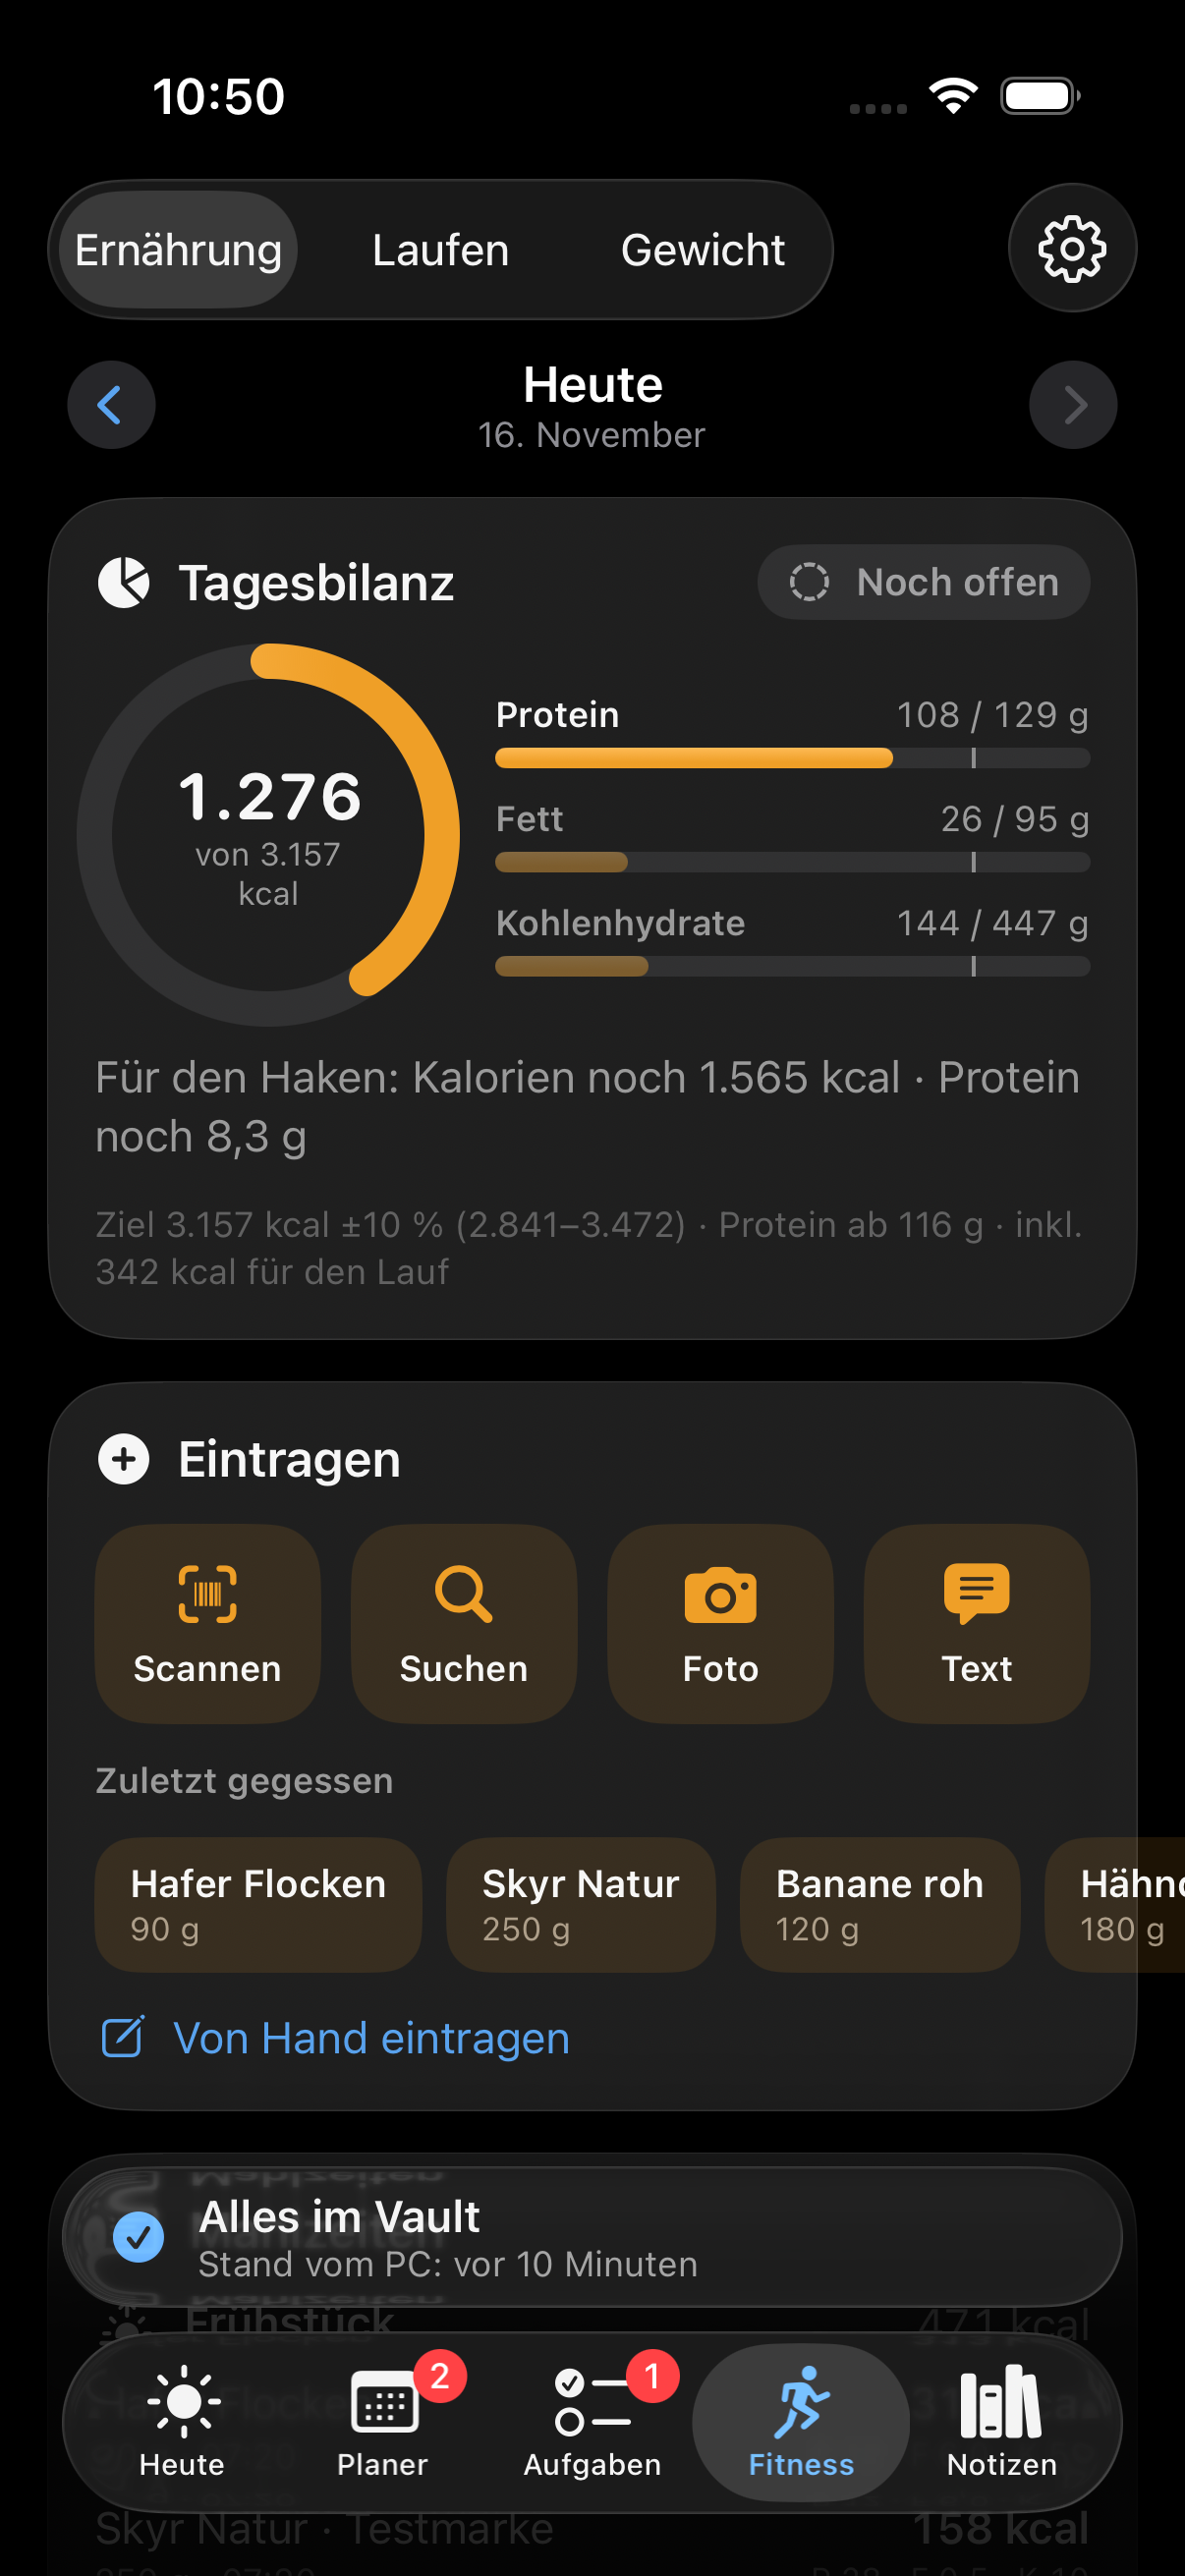 10:50
Ernährung Laufen Gewicht
Heute
16. November
Tagesbilanz
Noch offen
1.276
von 3.157
kcal
Protein 108 / 129 g
Fett 26 / 95 g
Kohlenhydrate 144 / 447 g
Für den Haken: Kalorien noch 1.565 kcal · Protein
noch 8,3 g
Ziel 3.157 kcal ±10 % (2.841–3.472) · Protein ab 116 g · inkl.
342 kcal für den Lauf
Eintragen
Scannen Suchen Foto Text
Zuletzt gegessen
Hafer Flocken Skyr Natur Banane roh
90 g 250 g 120 g 180 g
Von Hand eintragen
Mahlzeiten
Alles im Vault
Stand vom PC: vor 10 Minuten
Frühstück 471 kcal
2 1
Heute Planer Aufgaben Fitness Notizen
Skyr Natur · Testmarke 158 kcal